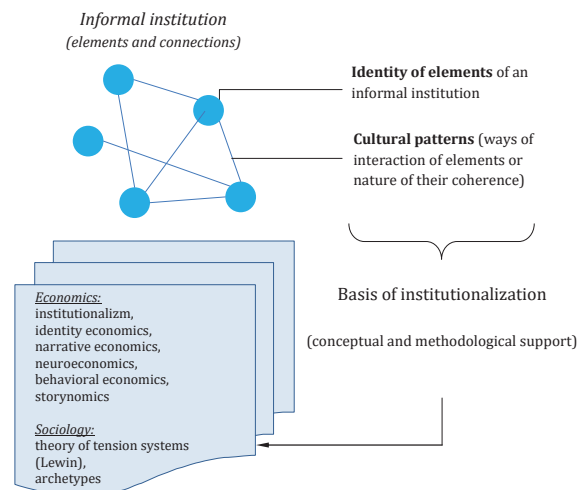 Informal institution
(elements and connections)
Identity of elements of an
informal institution
Cultural patterns (ways of
interaction of elements or
nature of their coherence)
Basis of institutionalization
(conceptual and methodological support)
Economics:
institutionalizm,
identity economics,
narrative economics,
neuroeconomics,
behavioral economics,
storynomics
Sociology:
theory of tension systems
(Lewin),
archetypes